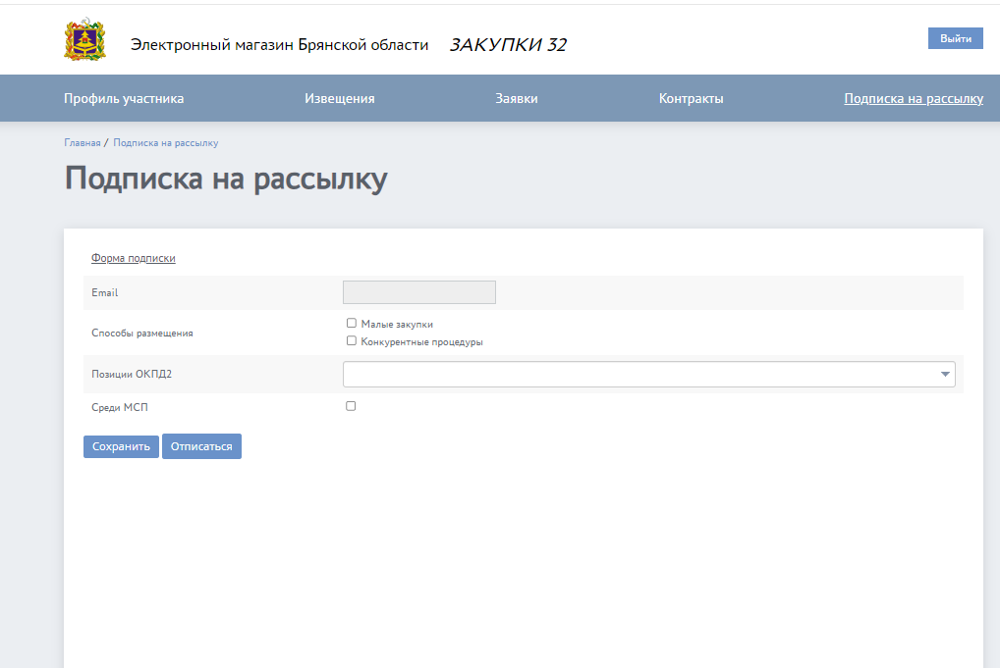 Электронный магазин Брянской области ЗАКУПКИ 32
Выйти
Профиль участника Извещения Заявки Контракты Подписка на рассылку
Главная / Подписка на рассылку
Подписка на рассылку
Форма подписки
Email
Способы размещения
Малые закупки
Конкурентные процедуры
Позиции ОКПД2
Среди МСП
Сохранить Отписаться